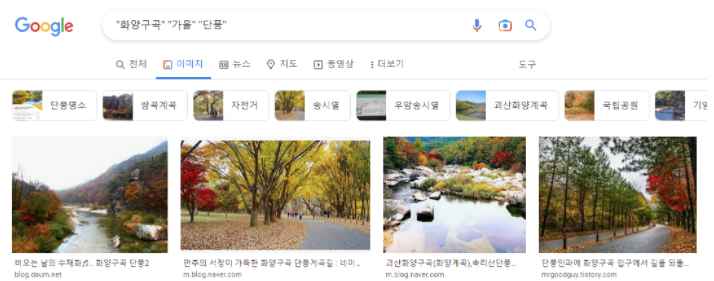 Google
"화양구곡" "가을" "단풍"
전체 이미지 뉴스 지도 동영상 더보기 도구
단풍명소 쌍곡계곡 자전거 송시열 우암송시열 괴산화양계곡 국립공원 기암
비오는 날의 수채화♬.. 화양구곡 단풍2
blog.daum.net
만추의 서정이 가득한 화양구곡 단풍계곡길 : 네이...
m.blog.naver.com
괴산화양구곡(화양계곡),속리산단풍...
m.blog.naver.com
단풍인파에 화양구곡 입구에서 길을 되돌...
mrgoodguy.tistory.com